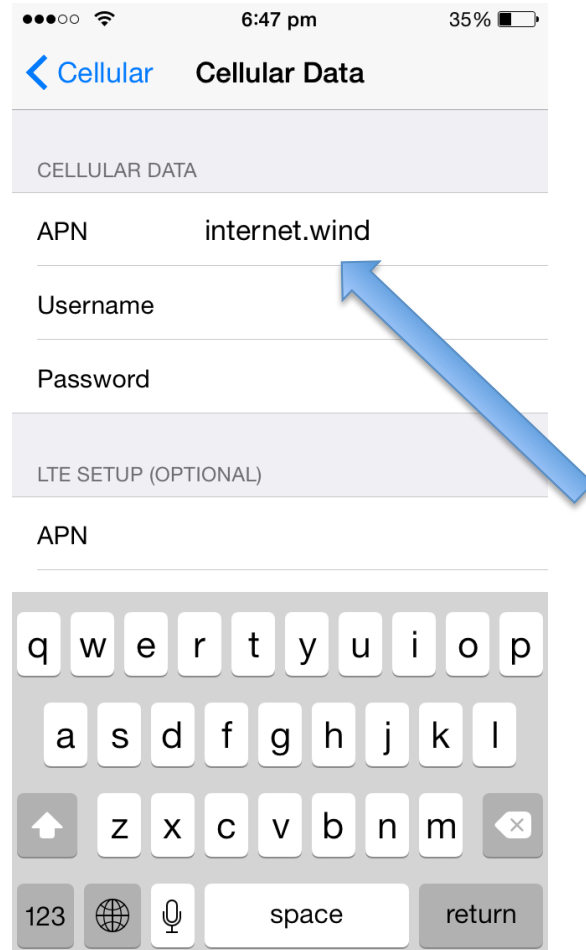 6:47 pm 35%
Cellular Cellular Data
CELLULAR DATA
APN internet.wind
Username
Password
LTE SETUP (OPTIONAL)
APN
q w e r t y u i o p
a s d f g h j k l
z x c v b n m
123 space return